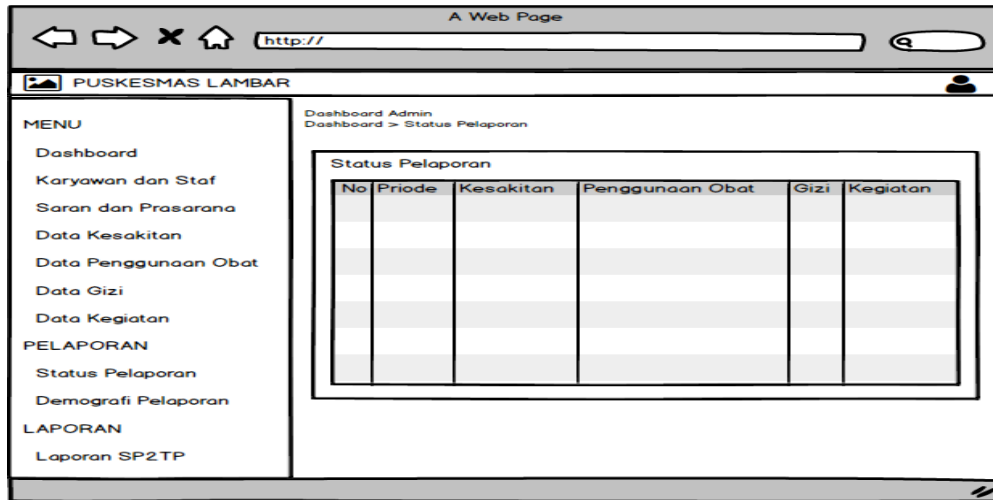 A Web Page
http://
PUSKESMAS LAMBAR
MENU
Dashboard
Karyawan dan Staf
Saran dan Prasarana
Data Kesakitan
Data Penggunaan Obat
Data Gizi
Data Kegiatan
PELAPORAN
Status Pelaporan
Demografi Pelaporan
LAPORAN
Laporan SP2TP
Dashboard Admin
Dashboard > Status Pelaporan
Status Pelaporan
No Priode Kesakitan Penggunaan Obat Gizi Kegiatan